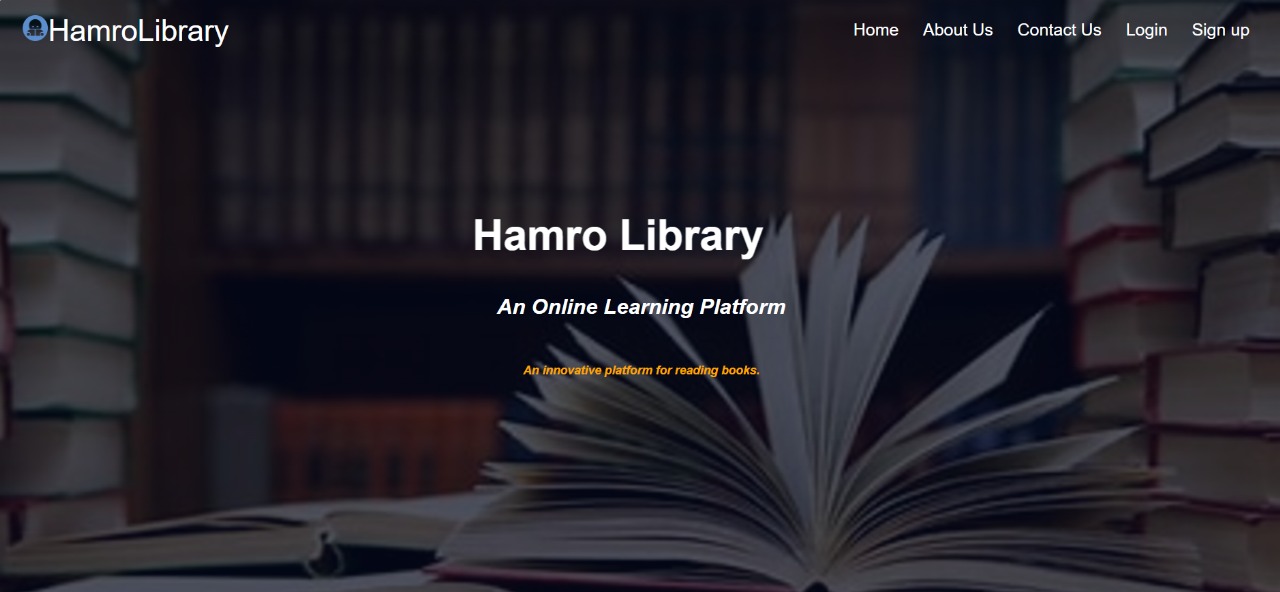 HamroLibrary
Home About Us Contact Us Login Sign up
Hamro Library
An Online Learning Platform
An innovative platform for reading books.